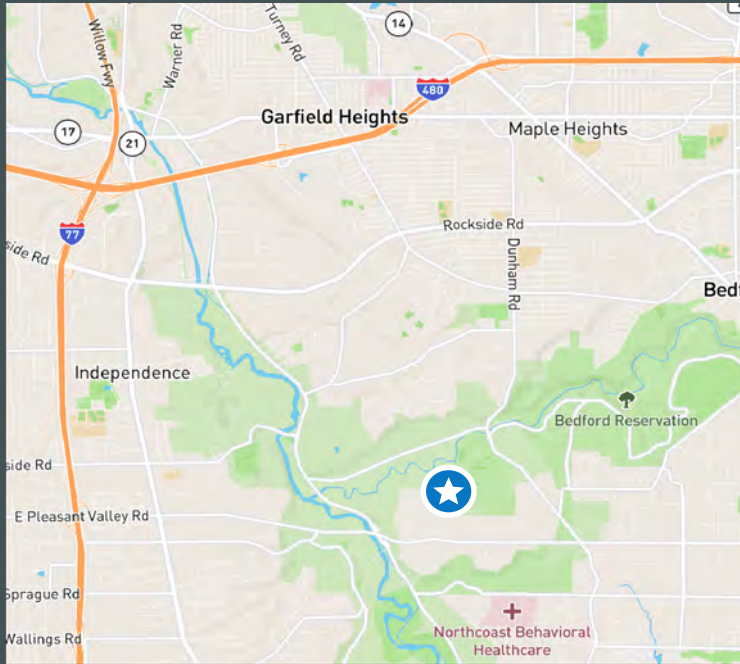 14
Willow Fwy
Warner Rd
Turney Rd
480
Garfield Heights
Maple Heights
17
21
Rockside Rd
77
side Rd
Dunham Rd
Bedf
Independence
Bedford Reservation
side Rd
E Pleasant Valley Rd
Sprague Rd
Northcoast Behavioral
Healthcare
Wallings Rd